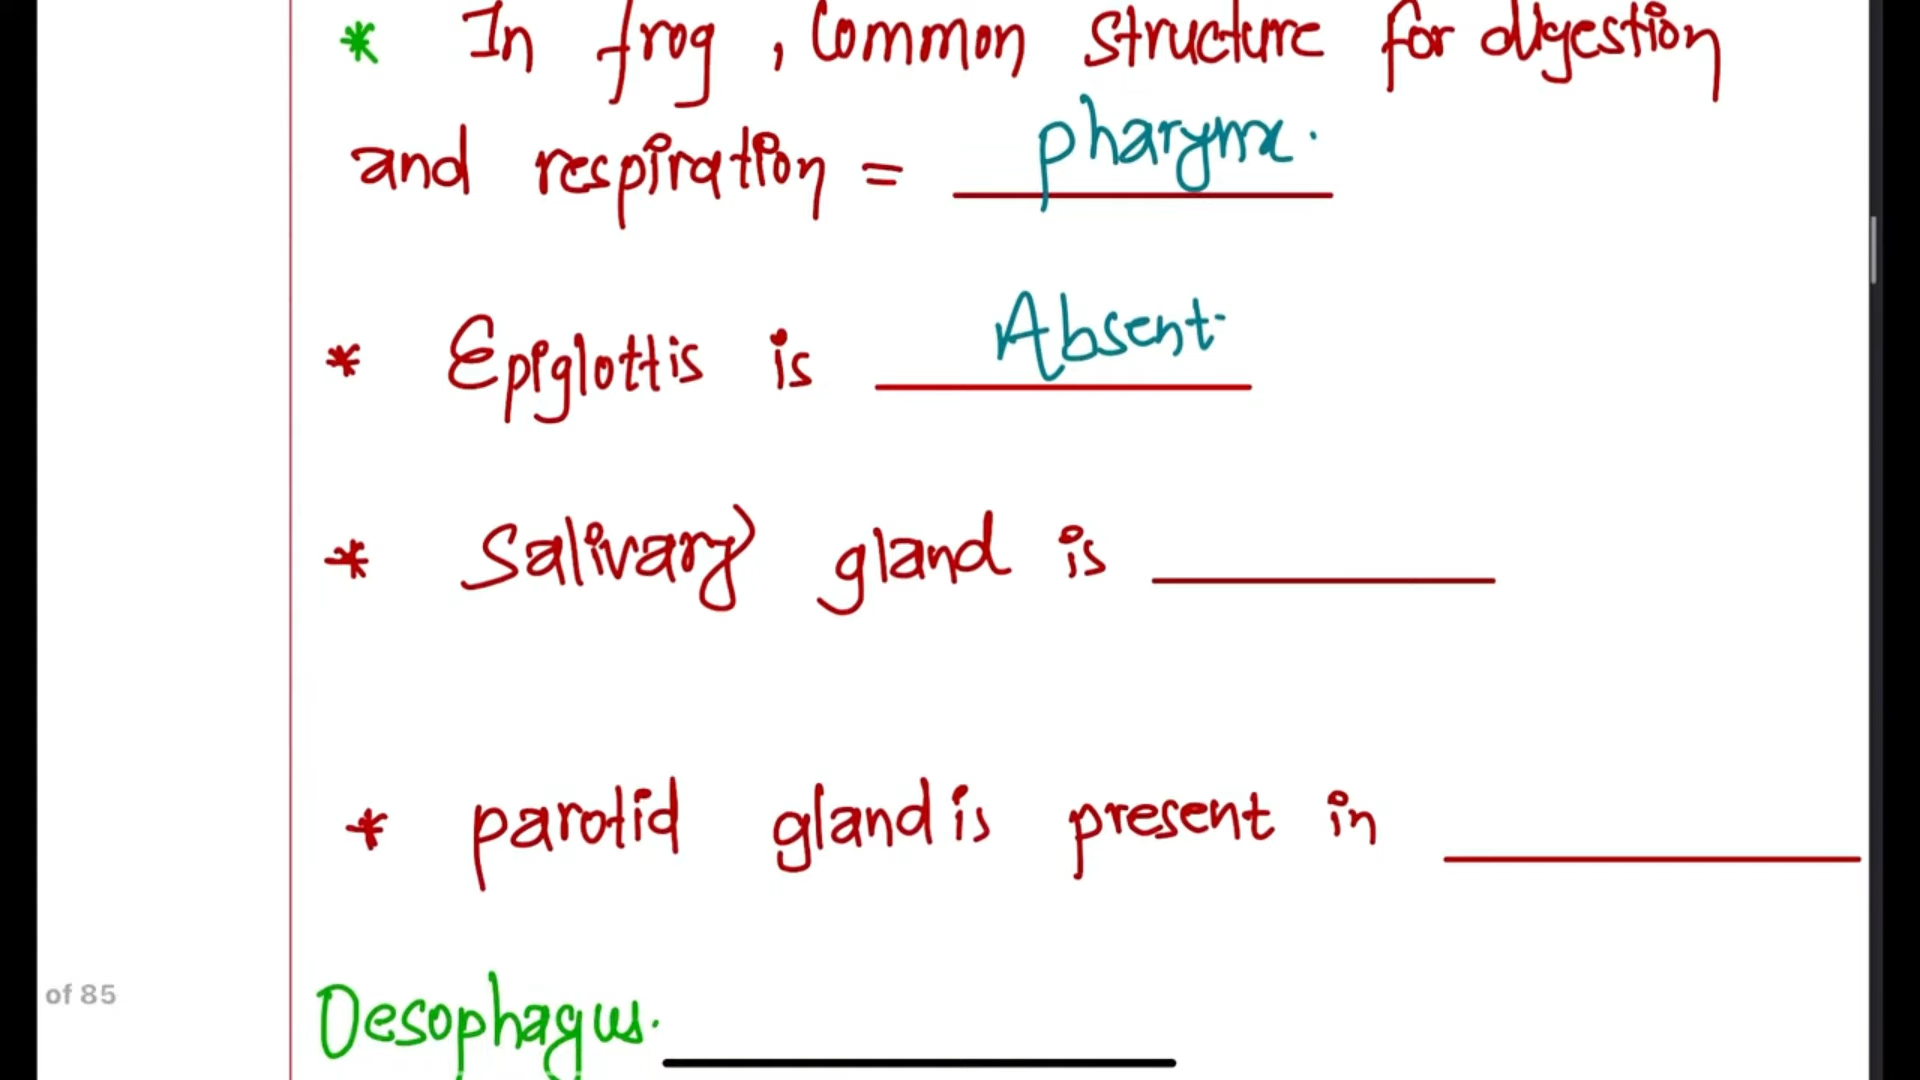 * In frog , Common structure for digestion
and respiration = pharynx.
* Epiglottis is Absent
* Salivary gland is
* parotid gland is present in
of 85
Oesophagus.